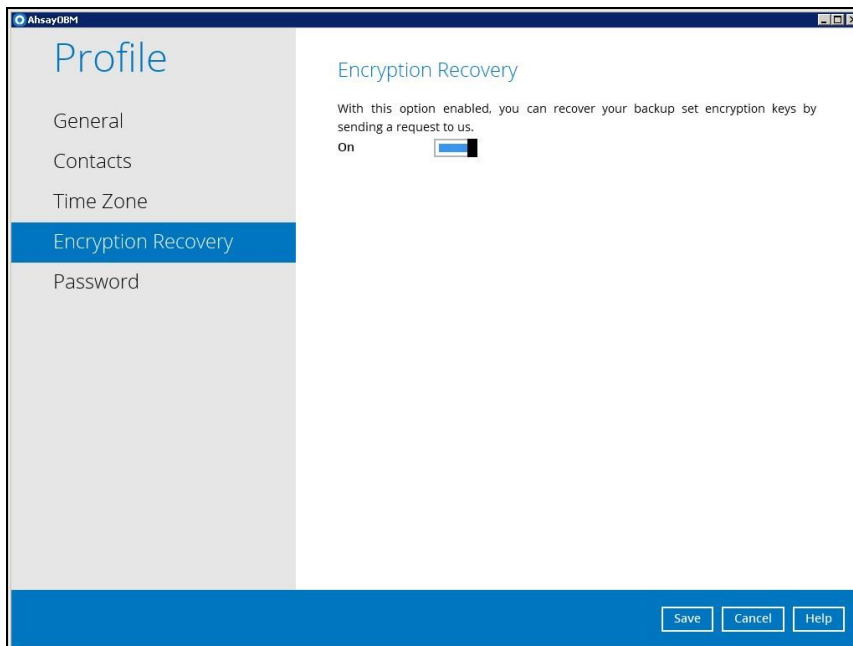 AhsayOBM
Profile
General
Contacts
Time Zone
Encryption Recovery
Password
Encryption Recovery
With this option enabled, you can recover your backup set encryption keys by
sending a request to us.
On
Save Cancel Help